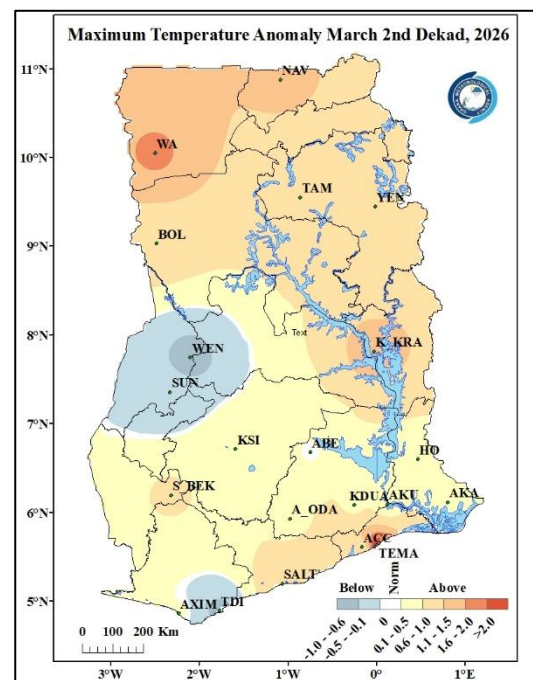 Maximum Temperature Anomaly March 2nd Dekad, 2026
11°N
NAV
WA
10°N
TAM
YEN
BOL
9°N
8°N
Text
K_KRA
WEN
SUN
7°N
KSI
ABE
HO
S_BEK
KDUA
AKU
AKA
A_ODA
6°N
ACC
TEMA
SALT
Norm
Below
Above
AXIM
TDI
5°N
-1.0 - -0.6
-0.5 - -0.1
0
0.1 - 0.5
0.6 - 1.0
1.1 - 1.5
1.6 - 2.0
>2.0
0 100 200 Km
3°W 2°W 1°W 0° 1°E